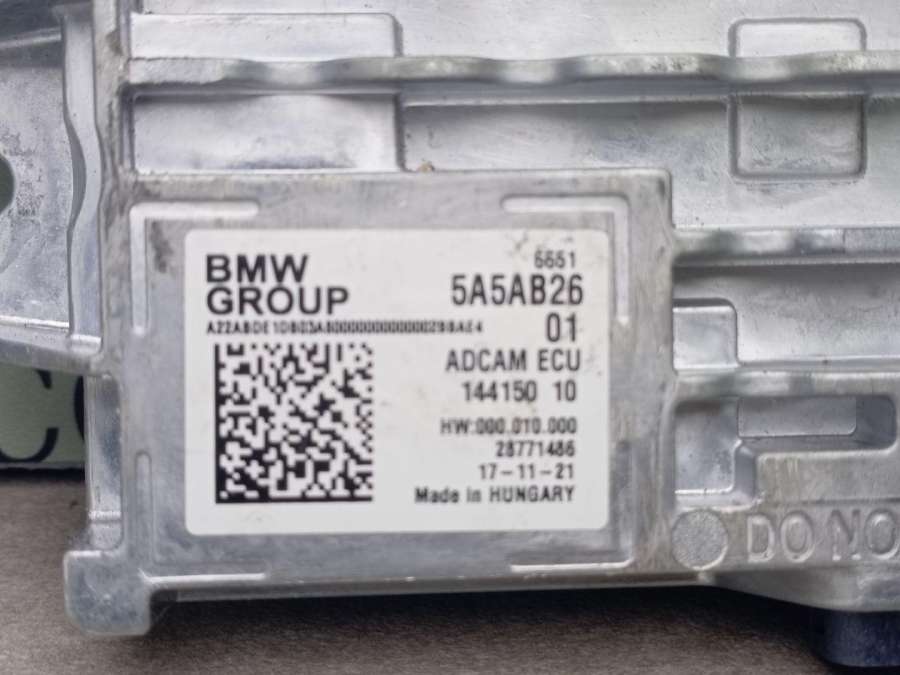 BMW
GROUP
6651
5A5AB26
01
ADCAM ECU
144150 10
HW:000.010.000
28771486
17-11-21
Made in HUNGARY
DO NO